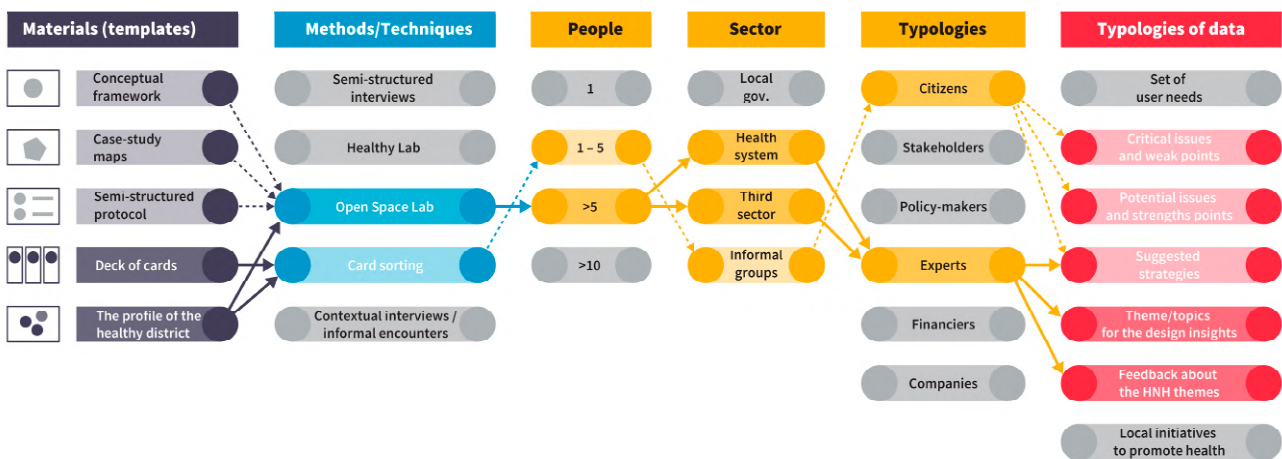 Materials (templates)
Methods/Techniques
People
Sector
Typologies
Typologies of data
Conceptual
framework
Case-study
maps
Semi-structured
protocol
Deck of cards
The profile of the
healthy district
Semi-structured
interviews
Healthy Lab
Open Space Lab
Card sorting
Contextual interviews /
informal encounters
1
1 – 5
>5
>10
Local
gov.
Health
system
Third
sector
Informal
groups
Citizens
Stakeholders
Policy-makers
Experts
Financiers
Companies
Set of
user needs
Critical issues
and weak points
Potential issues
and strengths points
Suggested
strategies
Theme/topics
for the design insights
Feedback about
the HNH themes
Local initiatives
to promote health